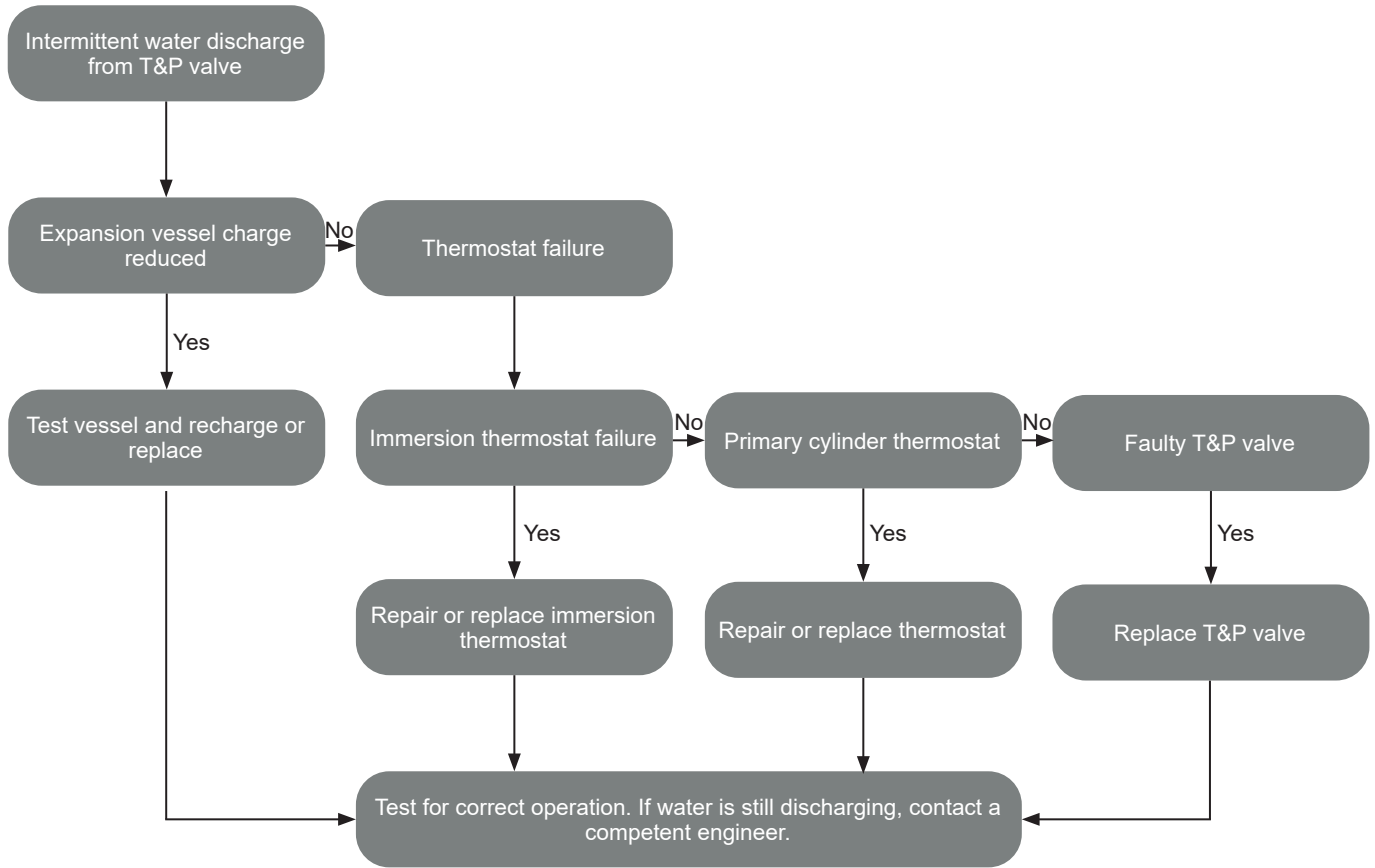 Intermittent water discharge
from T&P valve
Expansion vessel charge
reduced
No
Thermostat failure
Yes
Test vessel and recharge or
replace
Immersion thermostat failure
No
Primary cylinder thermostat
No
Faulty T&P valve
Yes
Yes
Yes
Repair or replace immersion
thermostat
Repair or replace thermostat
Replace T&P valve
Test for correct operation. If water is still discharging, contact a
competent engineer.